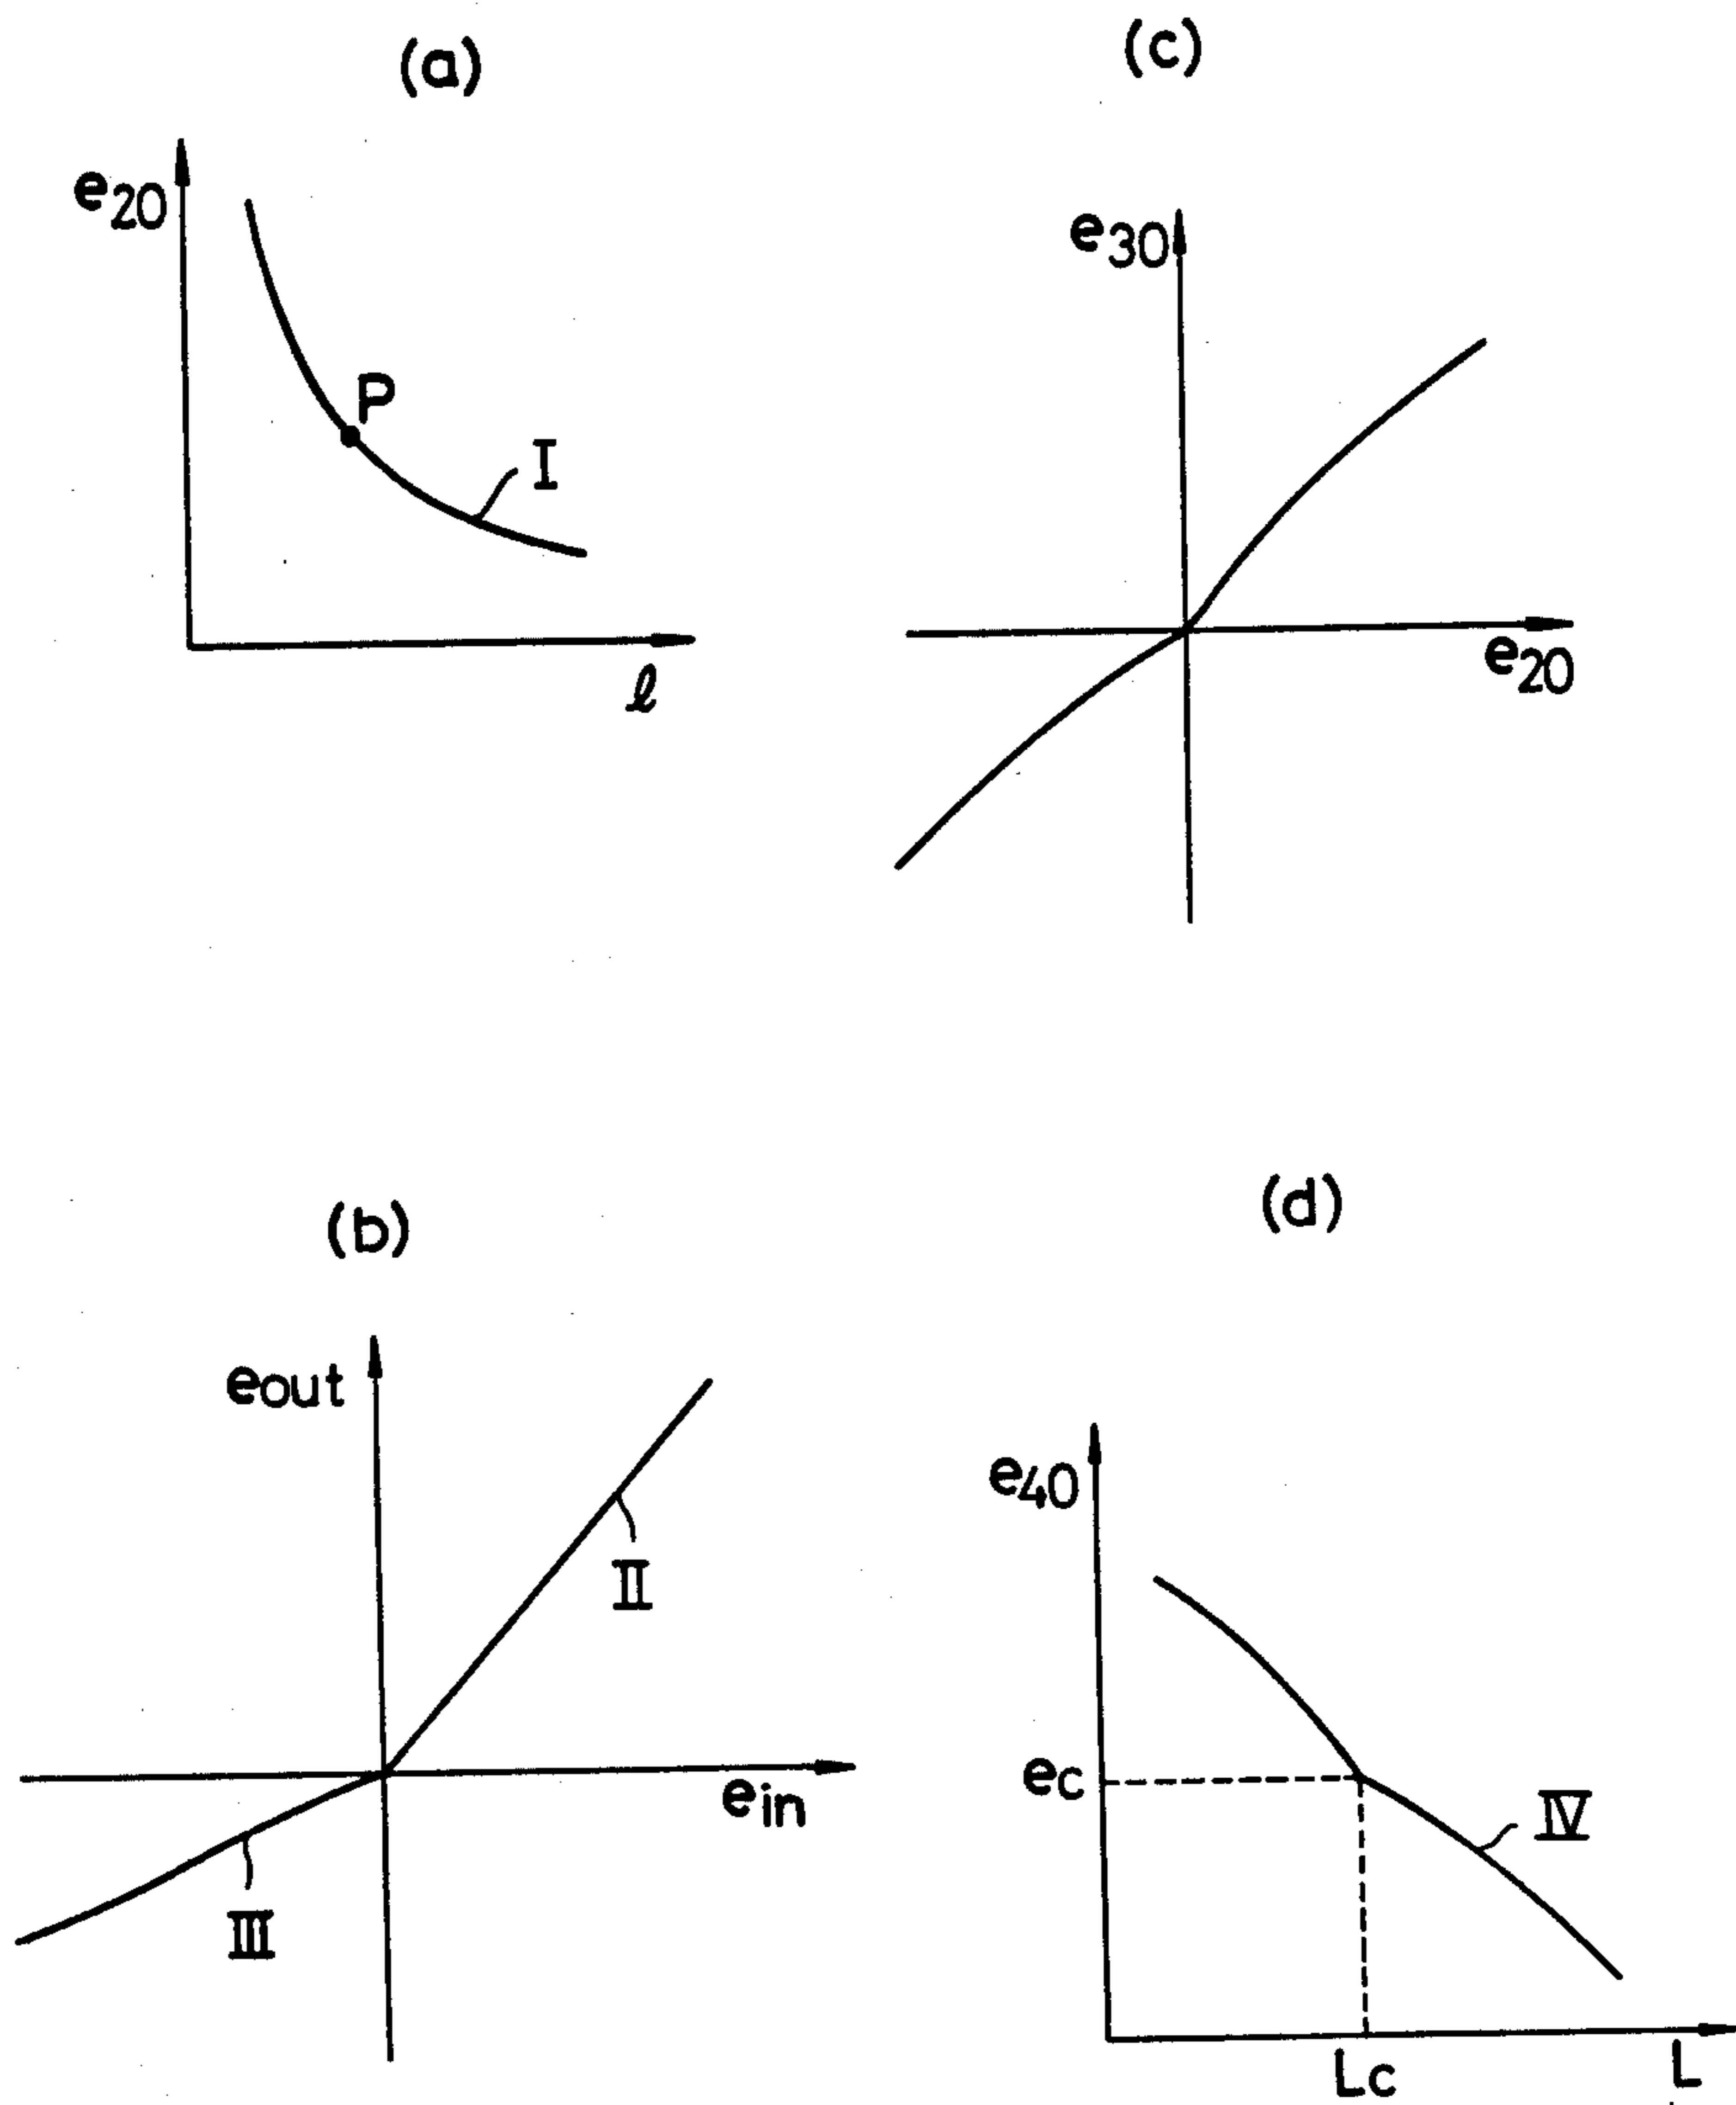 (a)
e20
P
I
ℓ
(c)
e30
e20
(b)
eout
II
ein
III
(d)
e40
ec
IV
Lc
L